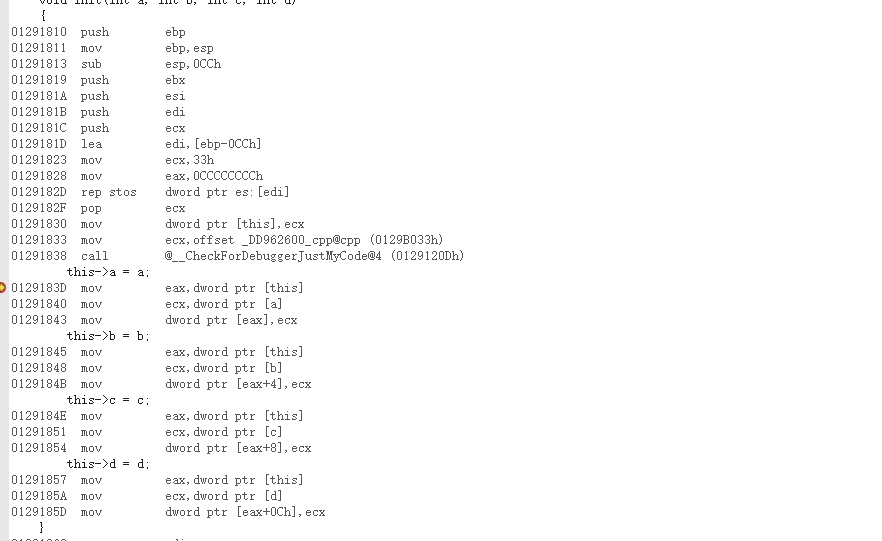 void init(int a, int b, int c, int d)
{
01291810 push ebp
01291811 mov ebp,esp
01291813 sub esp,0CCh
01291819 push ebx
0129181A push esi
0129181B push edi
0129181C push ecx
0129181D lea edi,[ebp-0CCh]
01291823 mov ecx,33h
01291828 mov eax,0CCCCCCCCh
0129182D rep stos dword ptr es:[edi]
0129182F pop ecx
01291830 mov dword ptr [this],ecx
01291833 mov ecx,offset _DD962600_cpp@cpp (0129B033h)
01291838 call @__CheckForDebuggerJustMyCode@4 (0129120Dh)
this->a = a;
0129183D mov eax,dword ptr [this]
01291840 mov ecx,dword ptr [a]
01291843 mov dword ptr [eax],ecx
this->b = b;
01291845 mov eax,dword ptr [this]
01291848 mov ecx,dword ptr [b]
0129184B mov dword ptr [eax+4],ecx
this->c = c;
0129184E mov eax,dword ptr [this]
01291851 mov ecx,dword ptr [c]
01291854 mov dword ptr [eax+8],ecx
this->d = d;
01291857 mov eax,dword ptr [this]
0129185A mov ecx,dword ptr [d]
0129185D mov dword ptr [eax+0Ch],ecx
}